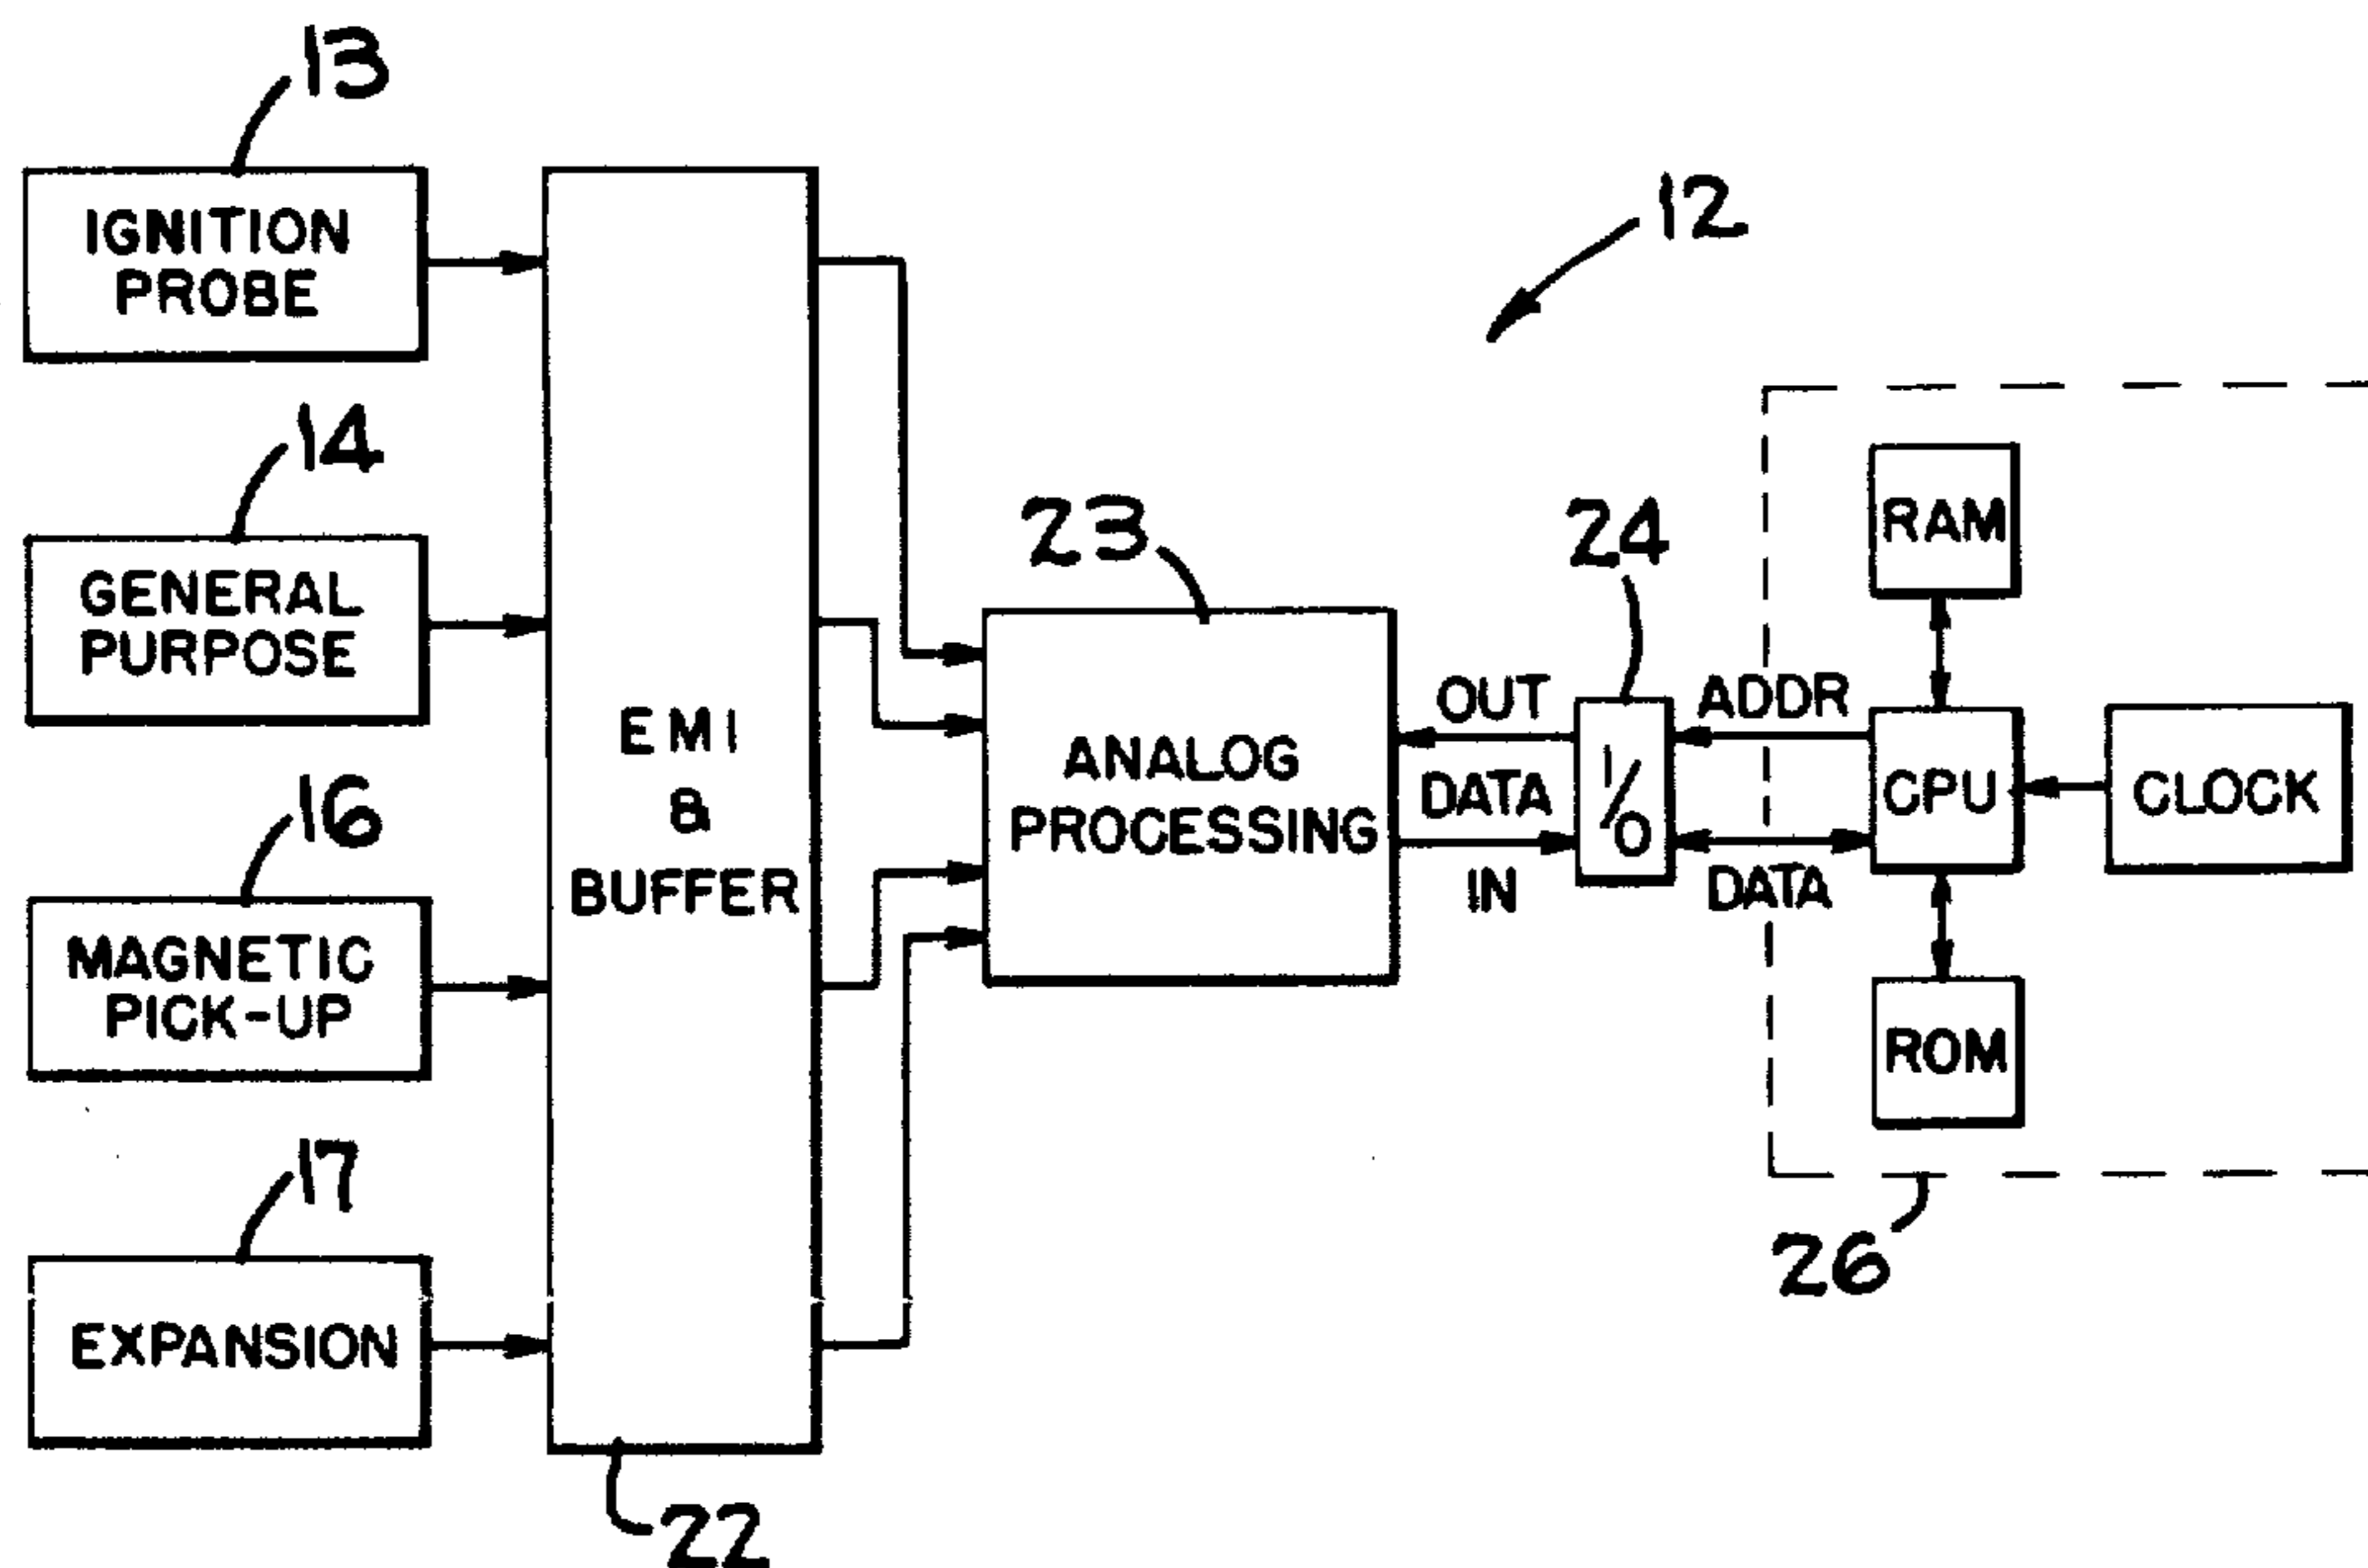 13
IGNITION
PROBE
14
GENERAL
PURPOSE
16
MAGNETIC
PICK-UP
17
EXPANSION
EMI
&
BUFFER
22
23
ANALOG
PROCESSING
12
OUT
DATA
IN
24
I/O
ADDR
DATA
RAM
CPU
CLOCK
ROM
26